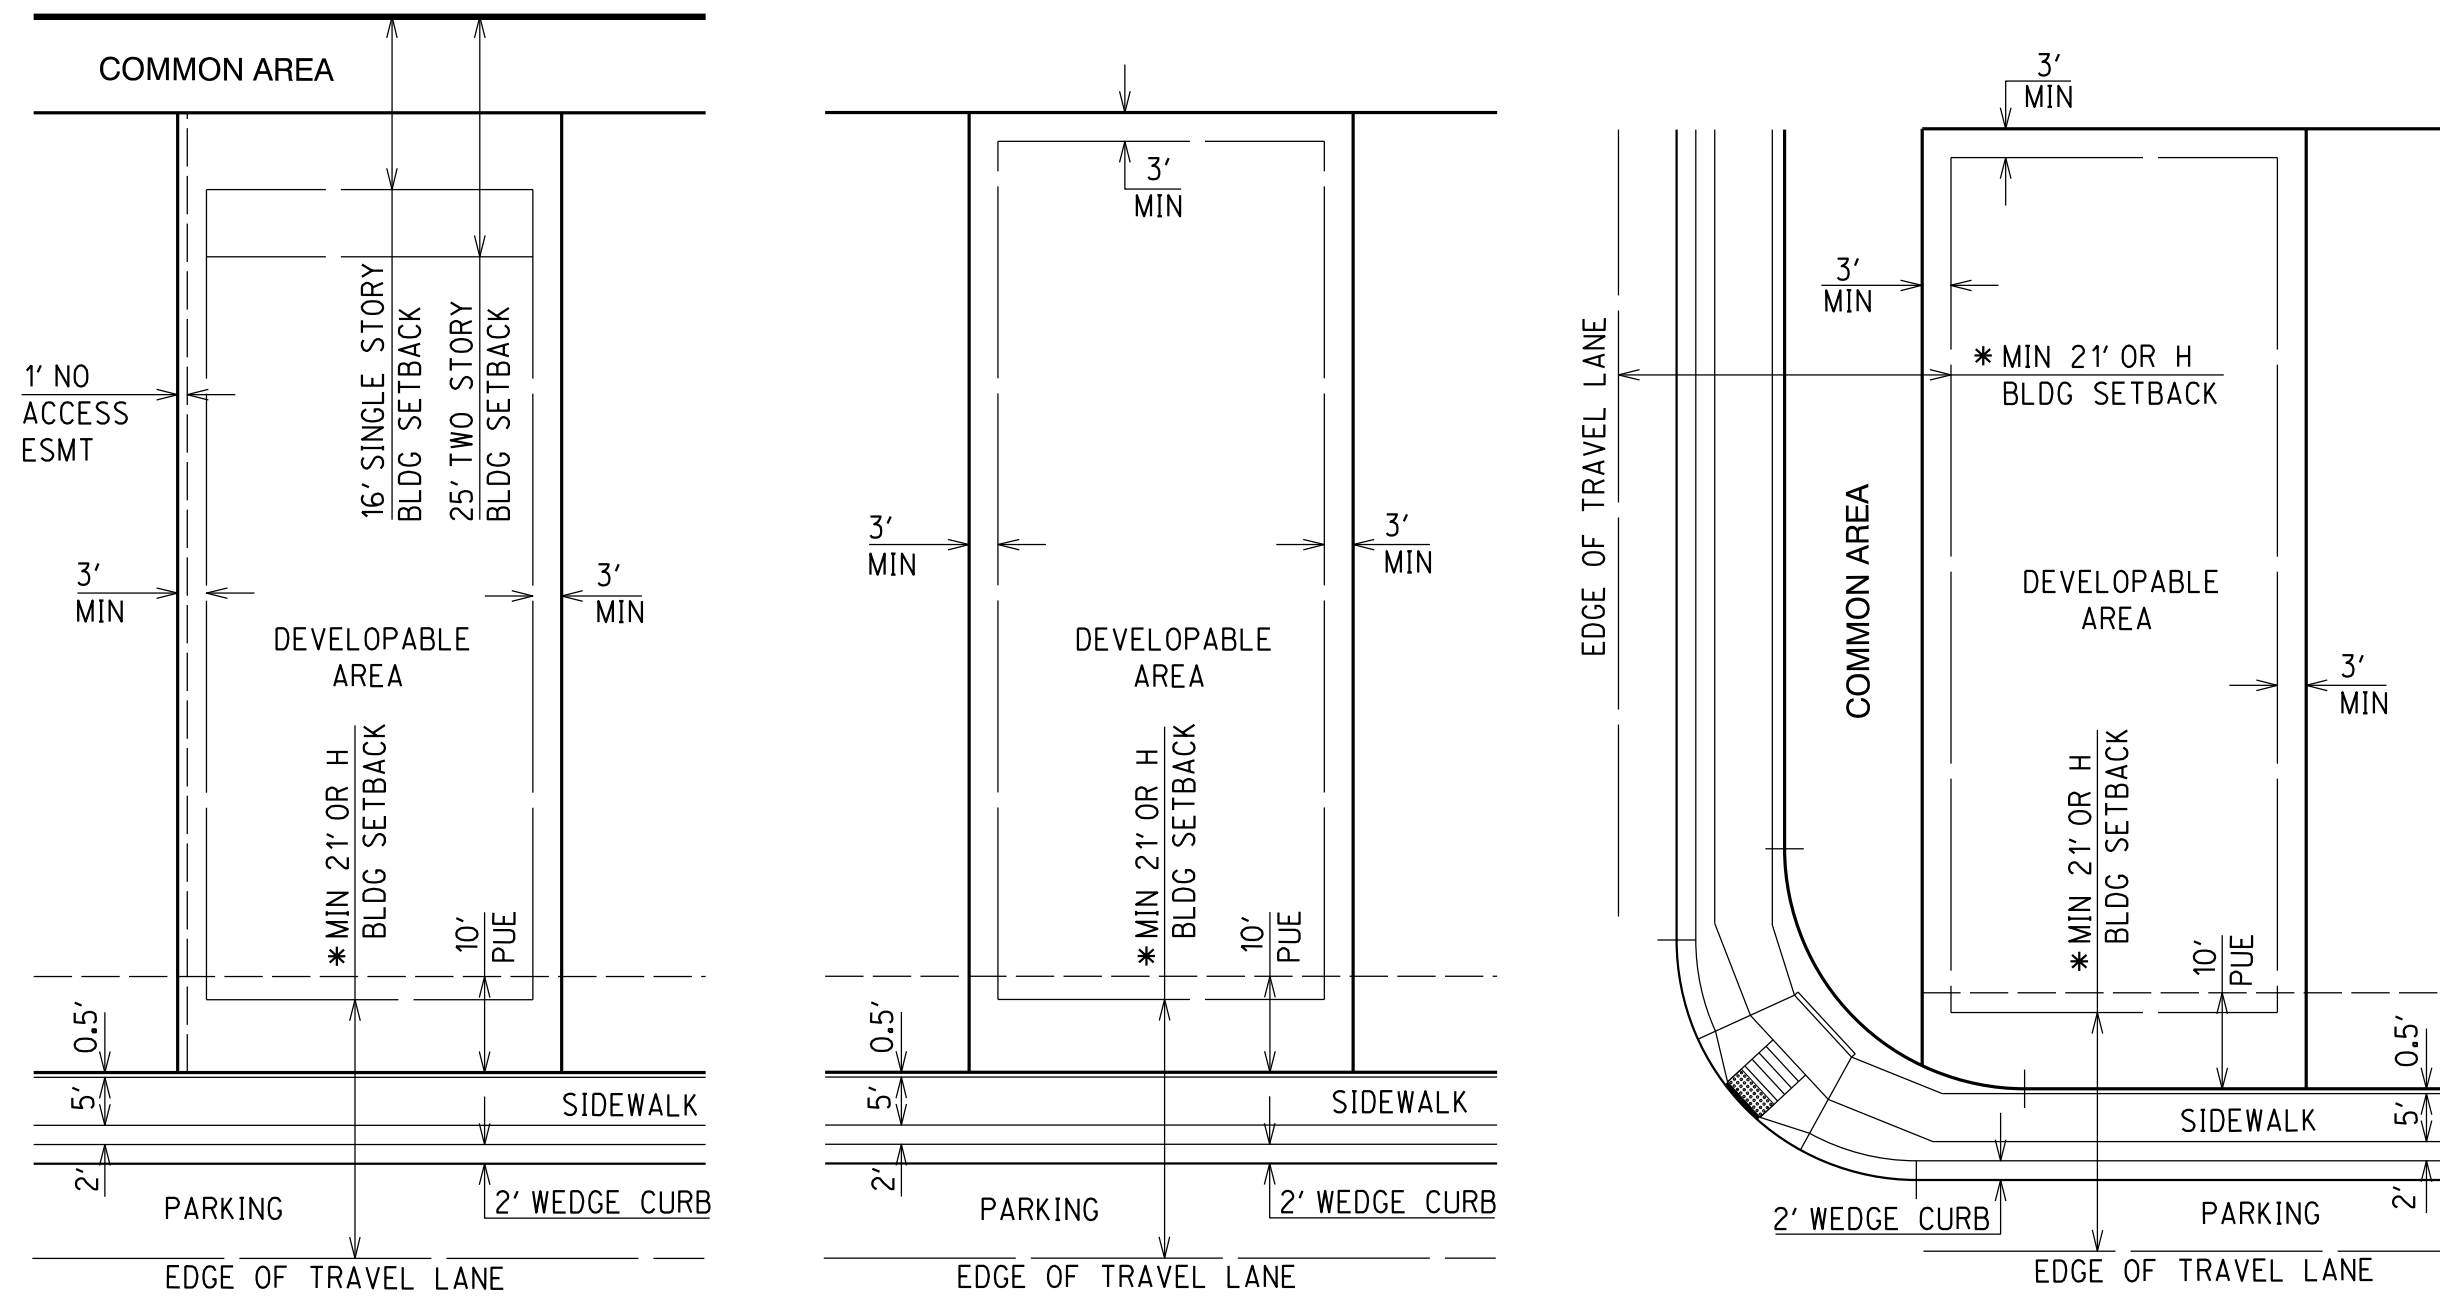 COMMON AREA
1' NO
ACCESS
ESMT
16' SINGLE STORY
BLDG SETBACK
25' TWO STORY
BLDG SETBACK
3'
MIN
3'
MIN
DEVELOPABLE
AREA
*MIN 21' OR H
BLDG SETBACK
10'
PUE
0.5'
5'
SIDEWALK
2'
PARKING
2' WEDGE CURB
EDGE OF TRAVEL LANE
3'
MIN
3'
MIN
3'
MIN
DEVELOPABLE
AREA
*MIN 21' OR H
BLDG SETBACK
10'
PUE
0.5'
5'
SIDEWALK
2'
PARKING
2' WEDGE CURB
EDGE OF TRAVEL LANE
3'
MIN
3'
MIN
*MIN 21' OR H
BLDG SETBACK
EDGE OF TRAVEL LANE
COMMON AREA
DEVELOPABLE
AREA
3'
MIN
*MIN 21' OR H
BLDG SETBACK
10'
PUE
0.5'
5'
SIDEWALK
2'
2' WEDGE CURB
PARKING
EDGE OF TRAVEL LANE